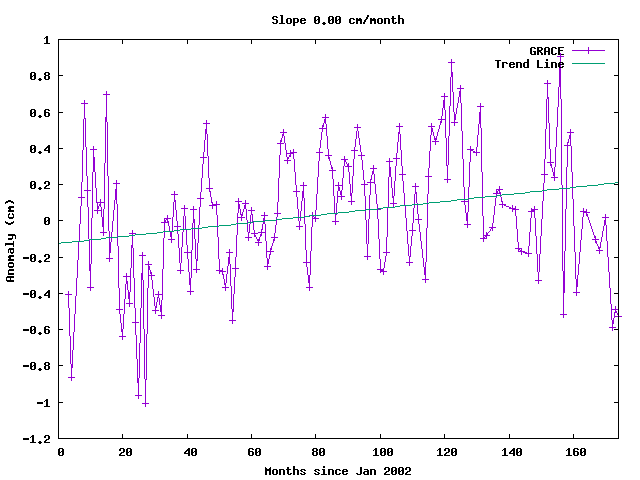 Slope 0.00 cm/month
GRACE
Trend Line
1
0.8
0.6
0.4
0.2
0
-0.2
-0.4
-0.6
-0.8
-1
-1.2
Anomaly (cm)
0 20 40 60 80 100 120 140 160
Months since Jan 2002